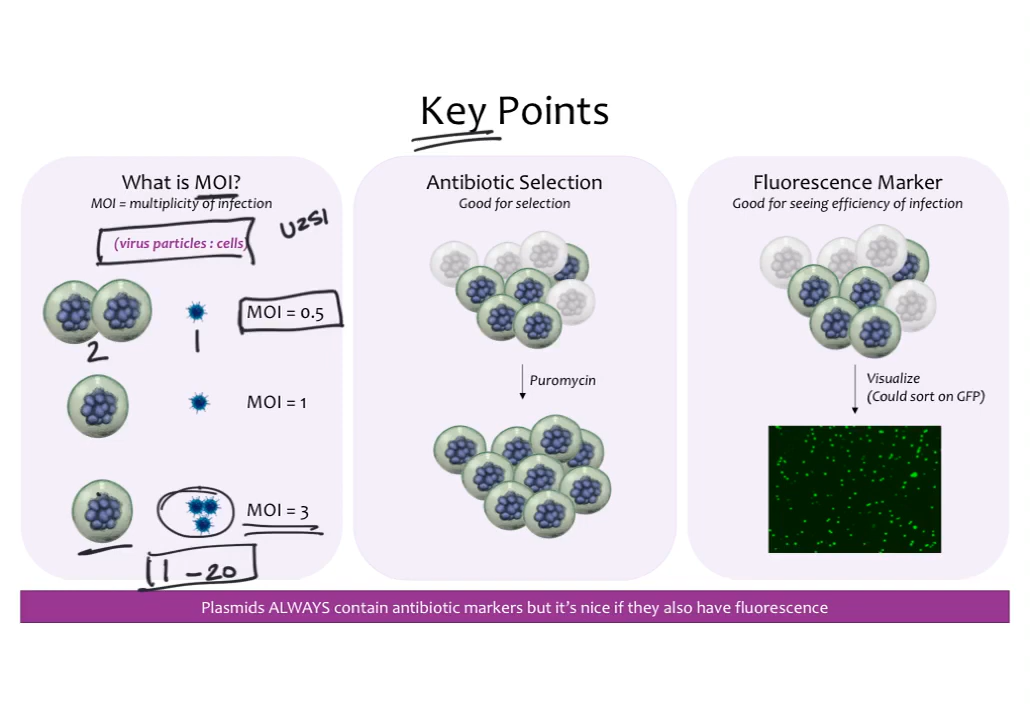 Key Points
What is MOI?
MOI = multiplicity of infection
(virus particles : cells)
U251
MOI = 0.5
2
1
MOI = 1
MOI = 3
1 - 20
Antibiotic Selection
Good for selection
Puromycin
Fluorescence Marker
Good for seeing efficiency of infection
Visualize
(Could sort on GFP)
Plasmids ALWAYS contain antibiotic markers but it's nice if they also have fluorescence